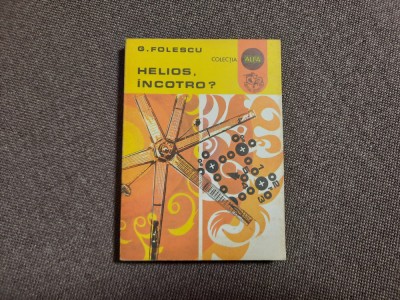 G. FOLESCU
COLECȚIA
ALFA
HELIOS,
ÎNCOTRO?